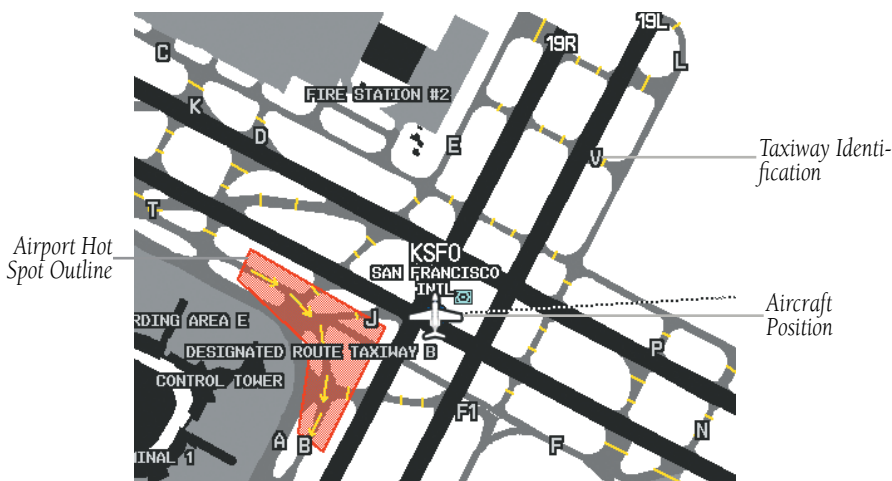 19L
19R
C
L
FIRE STATION #2
K
D
E
V
Taxiway Identi-
fication
T
Airport Hot
Spot Outline
KSFO
SAN FRANCISCO
INTL
J
Aircraft
Position
RDING AREA E
DESIGNATED ROUTE TAXIWAY B
P
CONTROL TOWER
F1
N
A
B
F
INAL 1